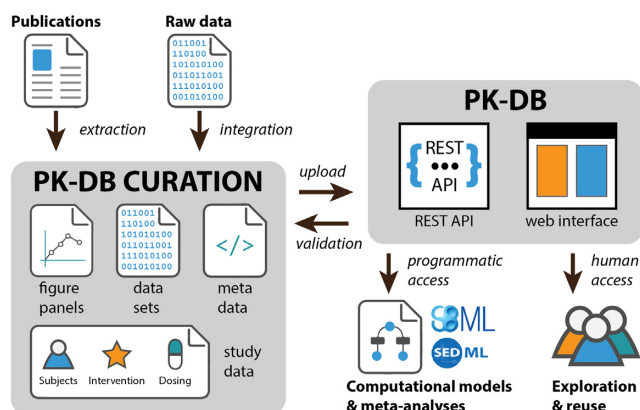 Publications
Raw data
011001
110100
101010100
011011001
111010100
001010100
extraction
integration
PK-DB CURATION
011001
110100
101010100
011011001
111010100
001010100
</>
figure
panels
data
sets
meta
data
Subjects
Intervention
Dosing
study
data
upload
validation
PK-DB
{ REST }
•••
API
REST API
web interface
programmatic
access
human
access
SBML
SED ML
Computational models
& meta-analyses
Exploration
& reuse